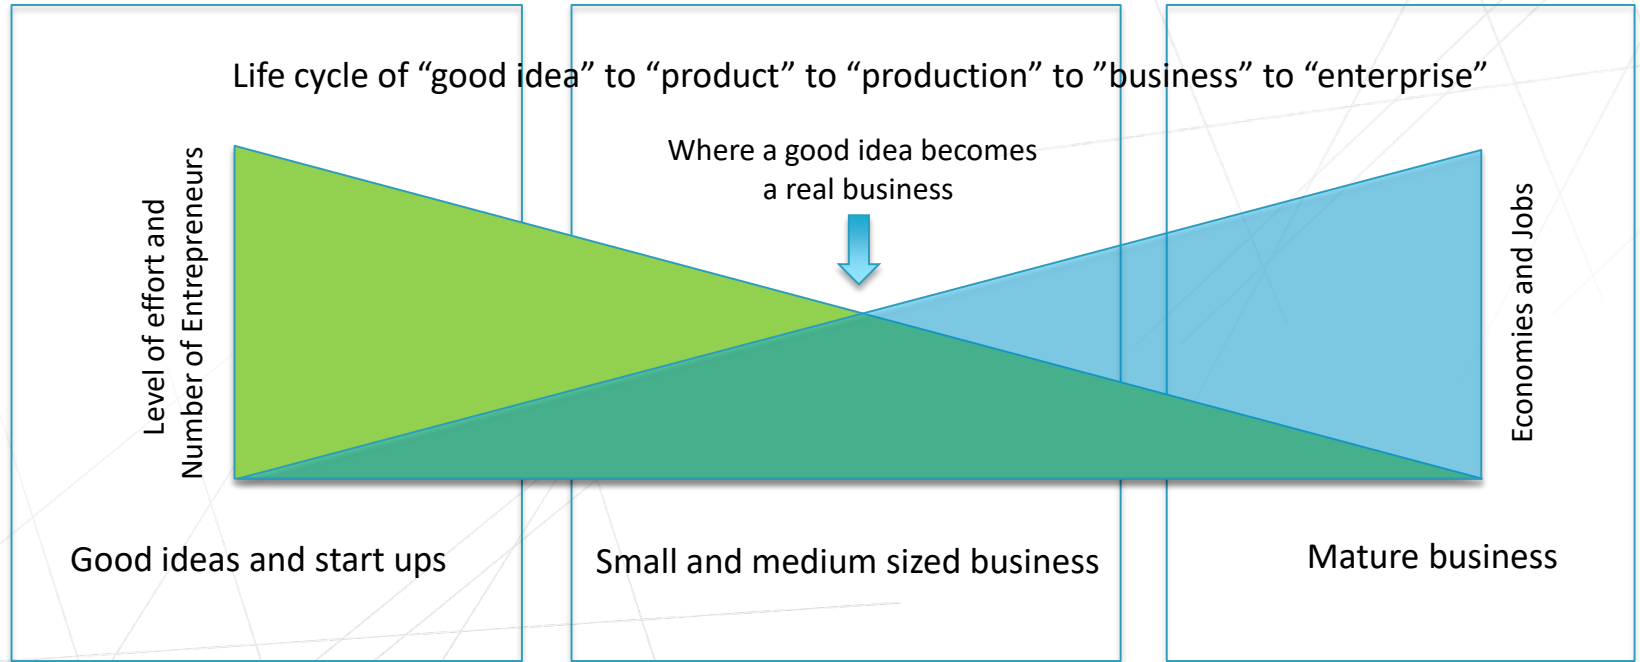 Life cycle of “good idea” to “product” to “production” to ”business” to “enterprise”
Where a good idea becomes
a real business
Level of effort and
Number of Entrepreneurs
Economies and Jobs
Good ideas and start ups
Small and medium sized business
Mature business